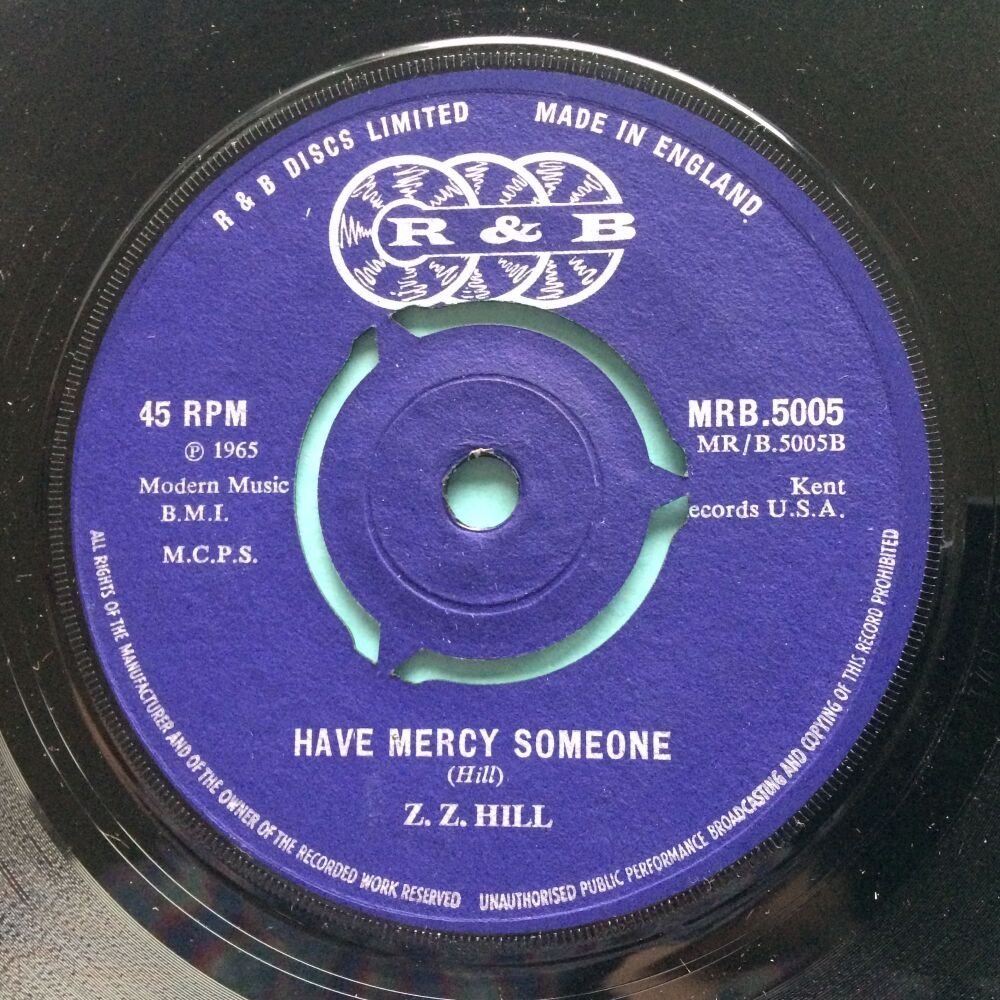 R & B DISCS LIMITED MADE IN ENGLAND.
R & B
45 RPM
℗ 1965
Modern Music
B.M.I.
M.C.P.S.
MRB.5005
MR/B.5005B
Kent
ecords U.S.A.
HAVE MERCY SOMEONE
(Hill)
Z. Z. HILL
ALL RIGHTS OF THE MANUFACTURER AND OF THE OWNER OF THE RECORDED WORK RESERVED UNAUTHORISED PUBLIC PERFORMANCE BROADCASTING AND COPYING OF THIS RECORD PROHIBITED